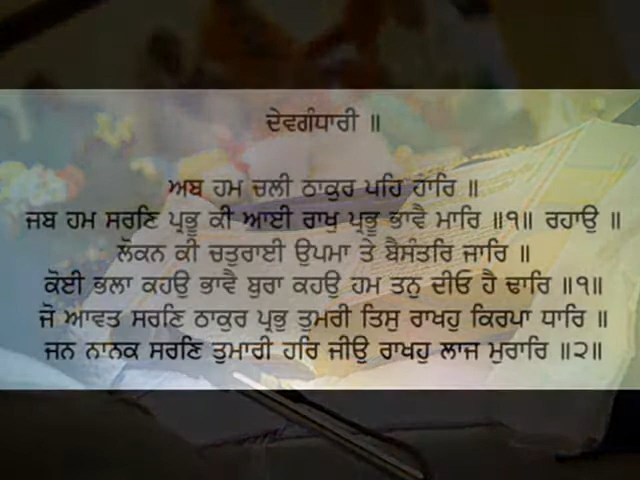 ਦੇਵਗੰਧਾਰੀ ॥
ਅਬ ਹਮ ਚਲੀ ਠਾਕੁਰ ਪਹਿ ਹਾਰਿ ॥
ਜਬ ਹਮ ਸਰਣਿ ਪ੍ਰਭੂ ਕੀ ਆਈ ਰਾਖੁ ਪ੍ਰਭੂ ਭਾਵੈ ਮਾਰਿ ॥੧॥ ਰਹਾਉ ॥
ਲੋਕਨ ਕੀ ਚਤੁਰਾਈ ਉਪਮਾ ਤੇ ਬੈਸੰਤਰਿ ਜਾਰਿ ॥
ਕੋਈ ਭਲਾ ਕਹਉ ਭਾਵੈ ਬੁਰਾ ਕਹਉ ਹਮ ਤਨੁ ਦੀਓ ਹੈ ਢਾਰਿ ॥੧॥
ਜੋ ਆਵਤ ਸਰਣਿ ਠਾਕੁਰ ਪ੍ਰਭੁ ਤੁਮਰੀ ਤਿਸੁ ਰਾਖਹੁ ਕਿਰਪਾ ਧਾਰਿ ॥
ਜਨ ਨਾਨਕ ਸਰਣਿ ਤੁਮਾਰੀ ਹਰਿ ਜੀਉ ਰਾਖਹੁ ਲਾਜ ਮੁਰਾਰਿ ॥੨॥